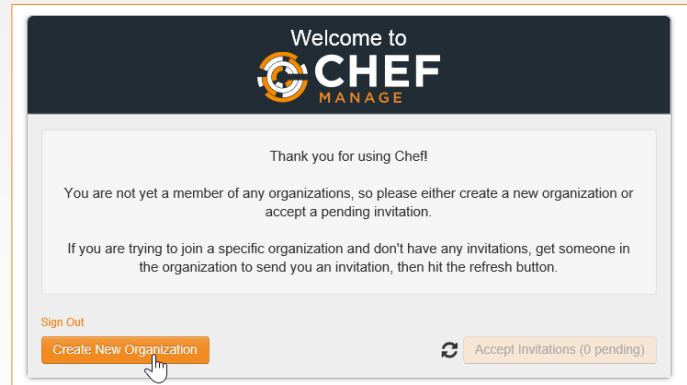 Welcome to
CHEF
MANAGE
Thank you for using Chef!
You are not yet a member of any organizations, so please either create a new organization or
accept a pending invitation.
If you are trying to join a specific organization and don't have any invitations, get someone in
the organization to send you an invitation, then hit the refresh button.
Sign Out
Create New Organization
Accept Invitations (0 pending)